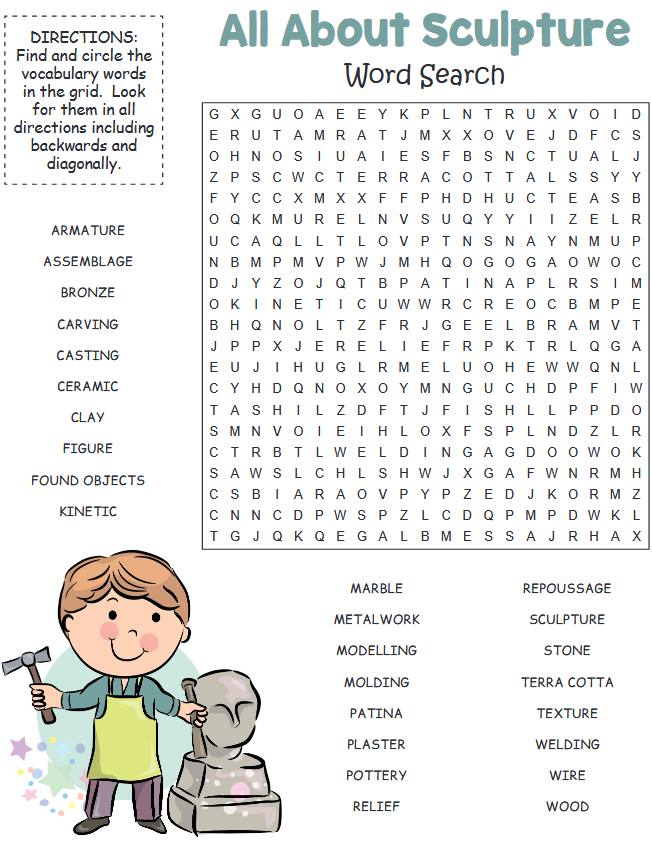 All About Sculpture
Word Search
DIRECTIONS:
Find and circle the
vocabulary words
in the grid. Look
for them in all
directions including
backwards and
diagonally.
G X G U O A E E Y K P L N T R U X V O I D
E R U T A M R A T J M X X O V E J D F C S
O H N O S I U A I E S F B S N C T U A L J
Z P S C W C T E R R A C O T T A L S S Y Y
F Y C C X M X X F F P H D H U C T E A S B
O Q K M U R E L N V S U Q Y Y I I Z E L R
U C A Q L L T L O V P T N S N A Y N M U P
N B M P M V P W J M H Q O G O G A O W O C
D J Y Z O J Q T B P A T I N A P L R S I M
O K I N E T I C U W W R C R E O C B M P E
B H Q N O L T Z F R J G E E L B R A M V T
J P P X J E R E L I E F R P K T R L Q G A
E U J I H U G L R M E L U O H E W W Q N L
C Y H D Q N O X O Y M N G U C H D P F I W
T A S H I L Z D F T J F I S H L L P P D O
S M N V O I E I H L O X F S P L N D Z L R
C T R B T L W E L D I N G A G D O O W O K
S A W S L C H L S H W J X G A F W N R M H
C S B I A R A O V P Y P Z E D J K O R M Z
C N N C D P W S P Z L C D Q P M P D W K L
T G J Q K Q E G A L B M E S S A J R H A X
ARMATURE
ASSEMBLAGE
BRONZE
CARVING
CASTING
CERAMIC
CLAY
FIGURE
FOUND OBJECTS
KINETIC
MARBLE
METALWORK
MODELLING
MOLDING
PATINA
PLASTER
POTTERY
RELIEF
REPOUSSAGE
SCULPTURE
STONE
TERRA COTTA
TEXTURE
WELDING
WIRE
WOOD